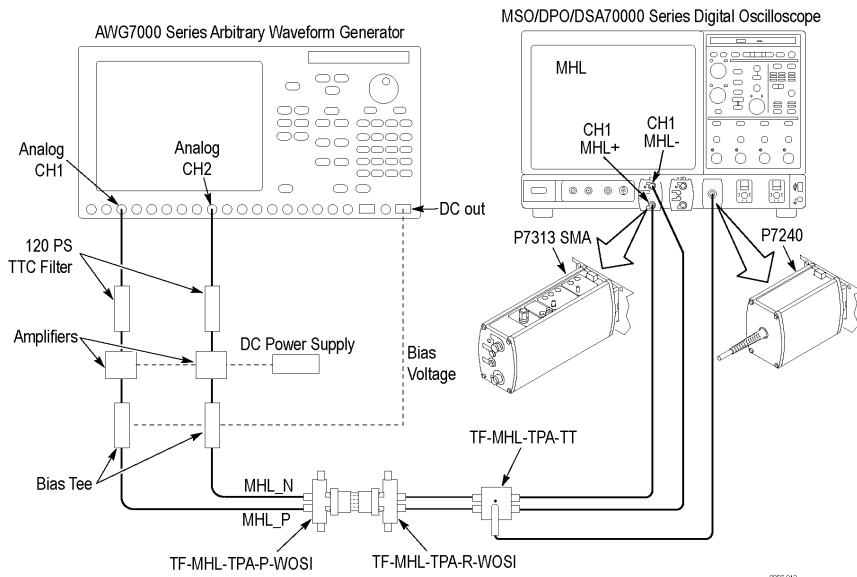 MSO/DPO/DSA70000 Series Digital Oscilloscope
AWG7000 Series Arbitrary Waveform Generator
MHL
CH1
MHL+
CH1
MHL-
Analog
CH1
Analog
CH2
DC out
120 PS
TTC Filter
P7313 SMA
P7240
Amplifiers
DC Power Supply
Bias
Voltage
TF-MHL-TPA-TT
Bias Tee
MHL_N
MHL_P
TF-MHL-TPA-P-WOSI
TF-MHL-TPA-R-WOSI